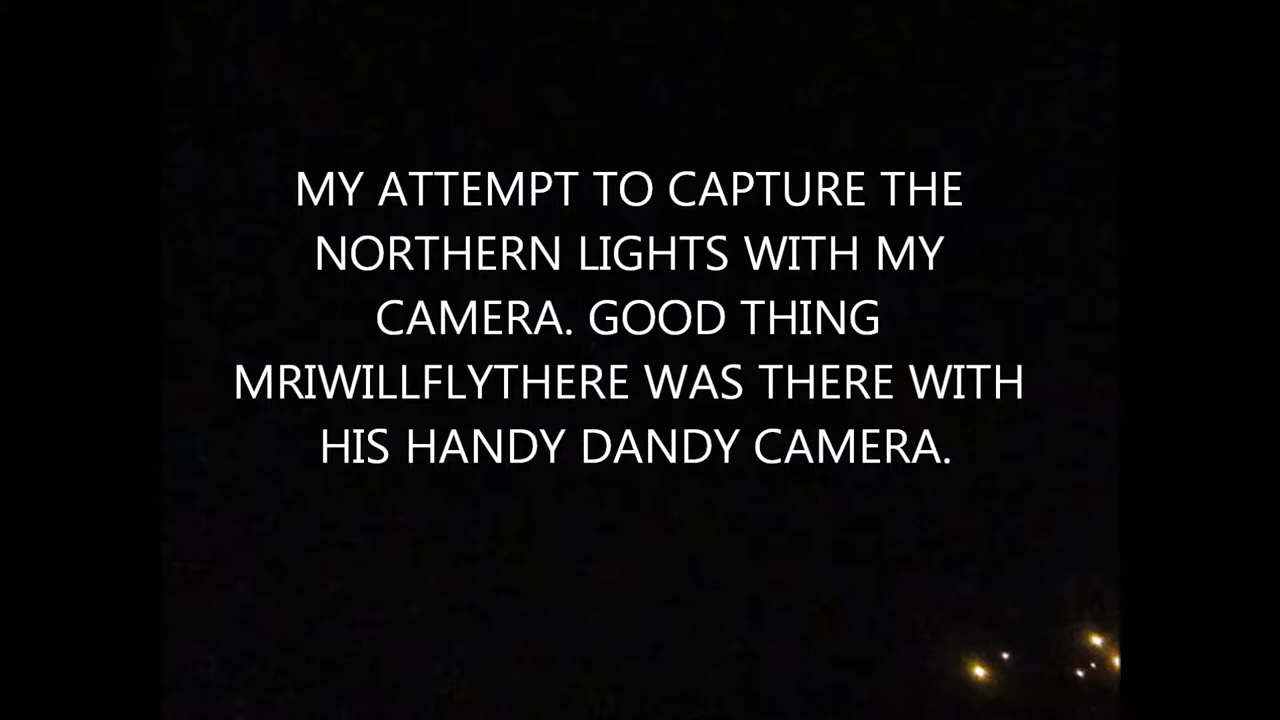 MY ATTEMPT TO CAPTURE THE
NORTHERN LIGHTS WITH MY
CAMERA. GOOD THING
MRIWILLFLYTHERE WAS THERE WITH
HIS HANDY DANDY CAMERA.